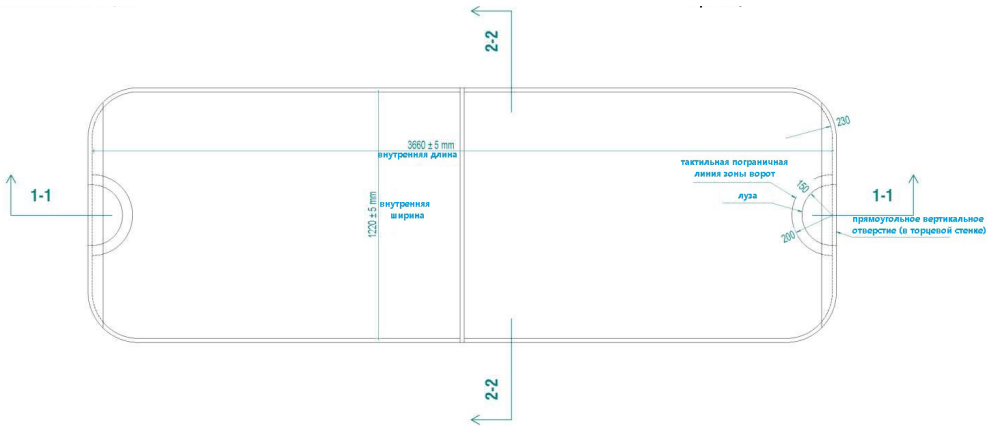 2-2
230
3660 ± 5 mm
внутренняя длина
тактильная пограничная
линия зоны ворот
150
1-1
1-1
луза
внутренняя
ширина
1220 ± 5 mm
прямоугольное вертикальное
отверстие (в торцевой стенке)
200
2-2